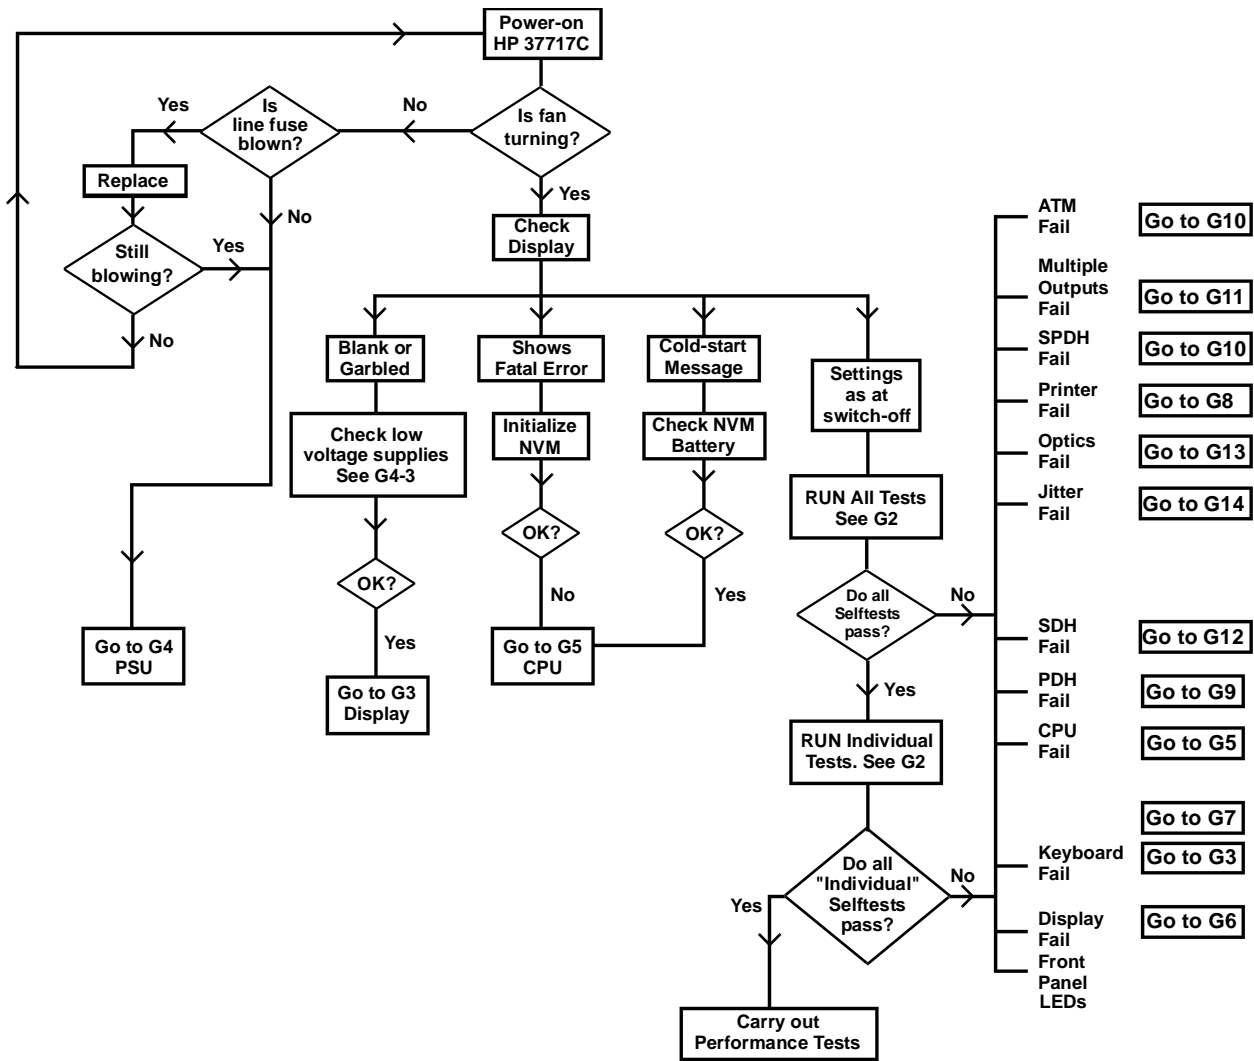 Power-on
HP 37717C
Is fan
turning?
No
Is
line fuse
blown?
Yes
Replace
Still
blowing?
Yes
No
No
Yes
Check
Display
Blank or
Garbled
Check low
voltage supplies
See G4-3
OK?
Yes
Go to G3
Display
Shows
Fatal Error
Initialize
NVM
OK?
No
Go to G5
CPU
Cold-start
Message
Check NVM
Battery
OK?
Yes
Settings
as at
switch-off
RUN All Tests
See G2
Do all
Selftests
pass?
No
Yes
RUN Individual
Tests. See G2
Do all
"Individual"
Selftests
pass?
No
Yes
Carry out
Performance Tests
Go to G4
PSU
ATM
Fail
Go to G10
Multiple
Outputs
Fail
Go to G11
SPDH
Fail
Go to G10
Printer
Fail
Go to G8
Optics
Fail
Go to G13
Jitter
Fail
Go to G14
SDH
Fail
Go to G12
PDH
Fail
Go to G9
CPU
Fail
Go to G5
Go to G7
Keyboard
Fail
Go to G3
Display
Fail
Go to G6
Front
Panel
LEDs